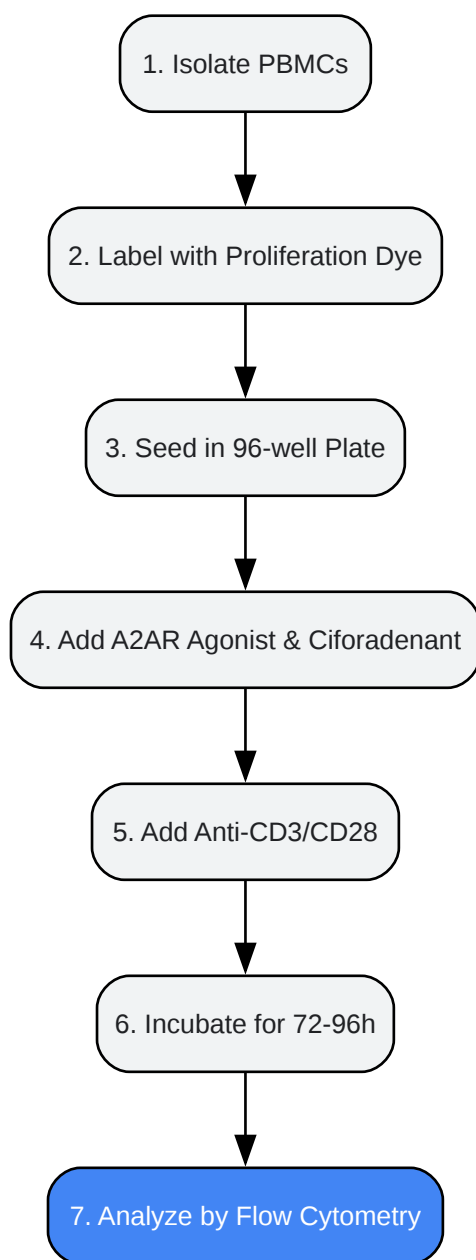 1. Isolate PBMCs
2. Label with Proliferation Dye
3. Seed in 96-well Plate
4. Add A2AR Agonist & Ciforadenant
5. Add Anti-CD3/CD28
6. Incubate for 72-96h
7. Analyze by Flow Cytometry